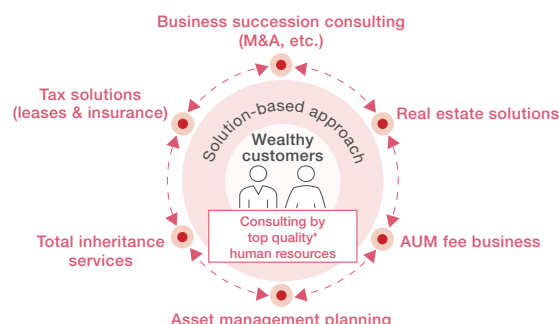 Business succession consulting
(M&A, etc.)
Tax solutions
(leases & insurance)
Real estate solutions
Solution-based approach
Wealthy
customers
Consulting by
top quality*
human resources
Total inheritance
services
AUM fee business
Asset management planning